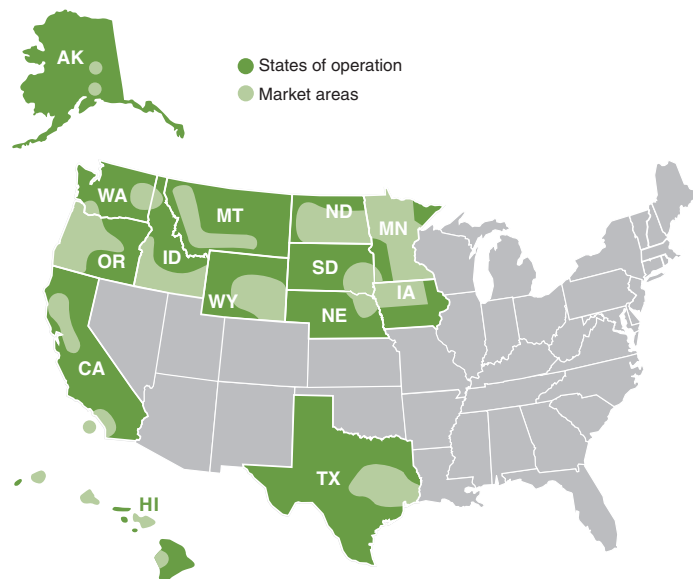 AK
States of operation
Market areas
WA
MT
ND
MN
OR
ID
SD
WY
IA
NE
CA
TX
HI